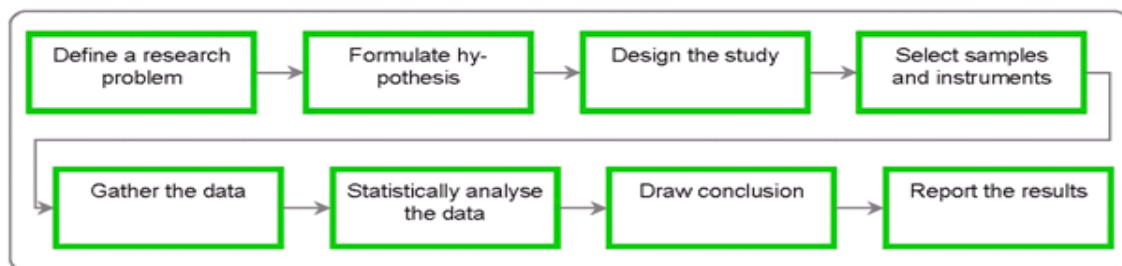 Define a research
problem
Formulate hy-
pothesis
Design the study
Select samples
and instruments
Gather the data
Statistically analyse
the data
Draw conclusion
Report the results